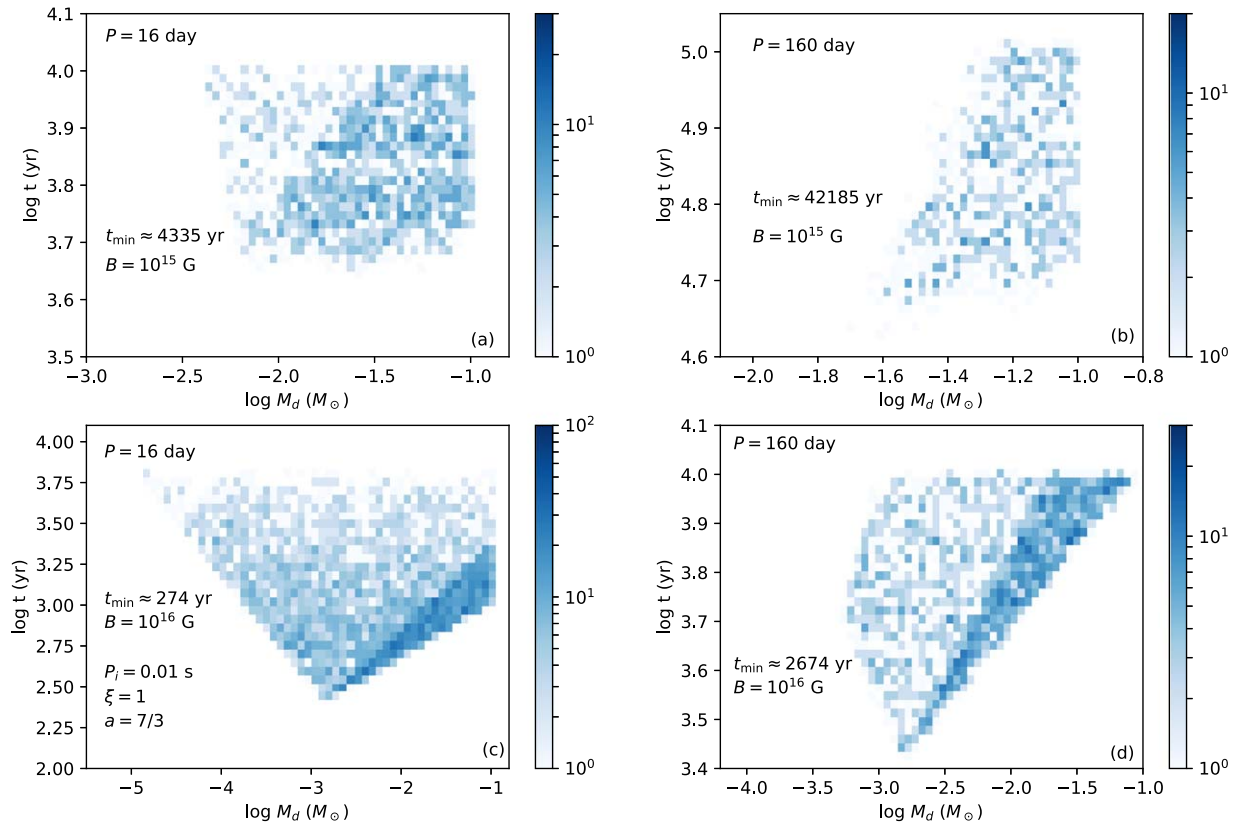 P = 16 day
t_min ≈ 4335 yr
B = 10^15 G
(a)
log t (yr)
4.1
4.0
3.9
3.8
3.7
3.6
3.5
−3.0 −2.5 −2.0 −1.5 −1.0
log M_d (M_⊙)
10^1
10^0
P = 160 day
t_min ≈ 42185 yr
B = 10^15 G
(b)
log t (yr)
5.1
5.0
4.9
4.8
4.7
4.6
−2.0 −1.8 −1.6 −1.4 −1.2 −1.0 −0.8
log M_d (M_⊙)
10^1
10^0
P = 16 day
t_min ≈ 274 yr
B = 10^16 G
P_i = 0.01 s
ξ = 1
a = 7/3
(c)
log t (yr)
4.00
3.75
3.50
3.25
3.00
2.75
2.50
2.25
2.00
−5 −4 −3 −2 −1
log M_d (M_⊙)
10^2
10^1
10^0
P = 160 day
t_min ≈ 2674 yr
B = 10^16 G
(d)
log t (yr)
4.1
4.0
3.9
3.8
3.7
3.6
3.5
3.4
−4.0 −3.5 −3.0 −2.5 −2.0 −1.5 −1.0
log M_d (M_⊙)
10^1
10^0